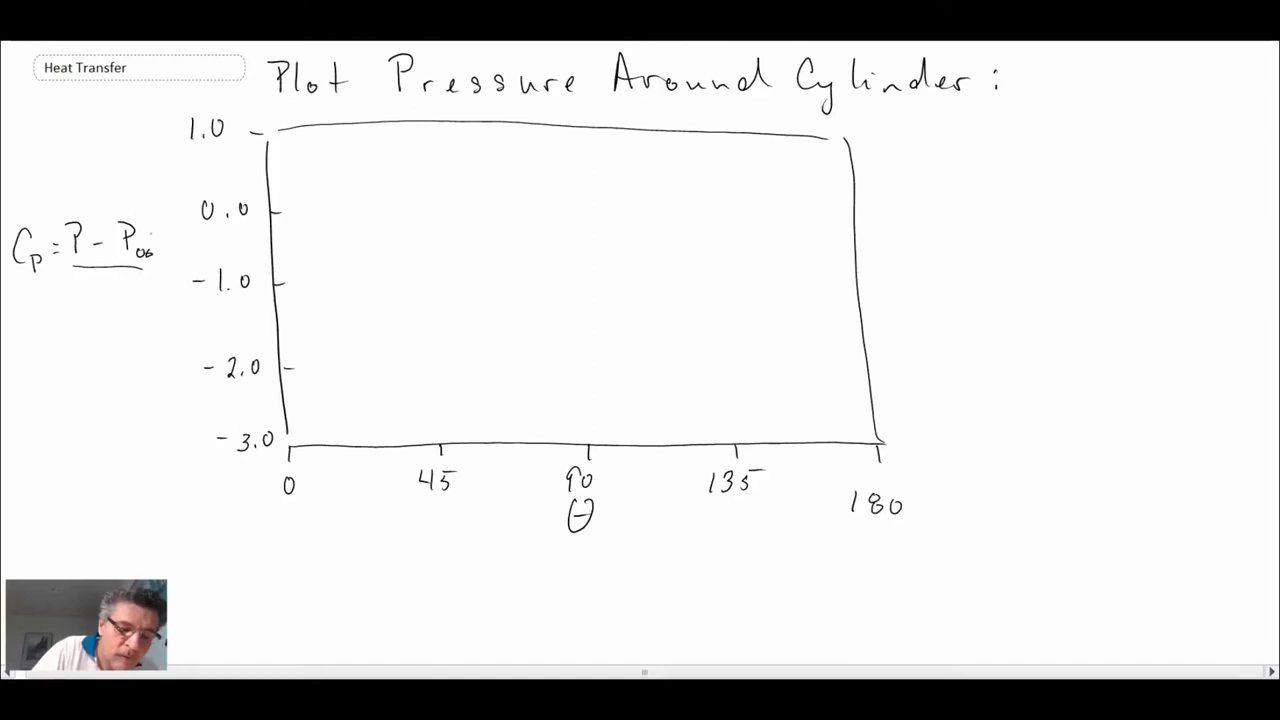 Heat Transfer
Plot Pressure Around Cylinder:
1.0
0.0
Cp = P - P∞
-1.0
-2.0
-3.0
0 45 90 135 180
θ